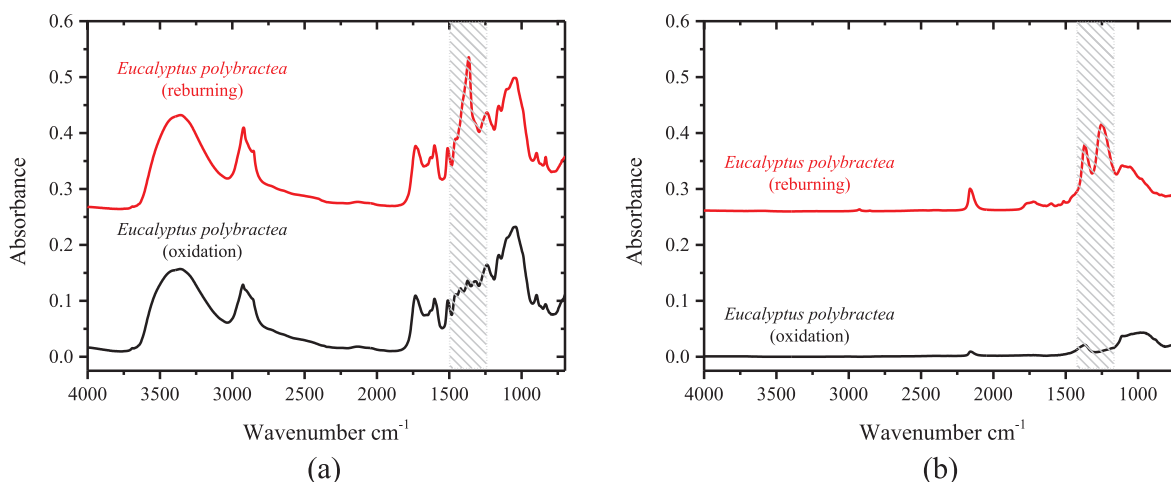 0.6
0.5
0.4
0.3
0.2
0.1
0.0
Absorbance
Eucalyptus polybractea
(reburning)
Eucalyptus polybractea
(oxidation)
4000 3500 3000 2500 2000 1500 1000
Wavenumber cm-1
(a)
0.6
0.5
0.4
0.3
0.2
0.1
0.0
Absorbance
Eucalyptus polybractea
(reburning)
Eucalyptus polybractea
(oxidation)
4000 3500 3000 2500 2000 1500 1000
Wavenumber cm-1
(b)